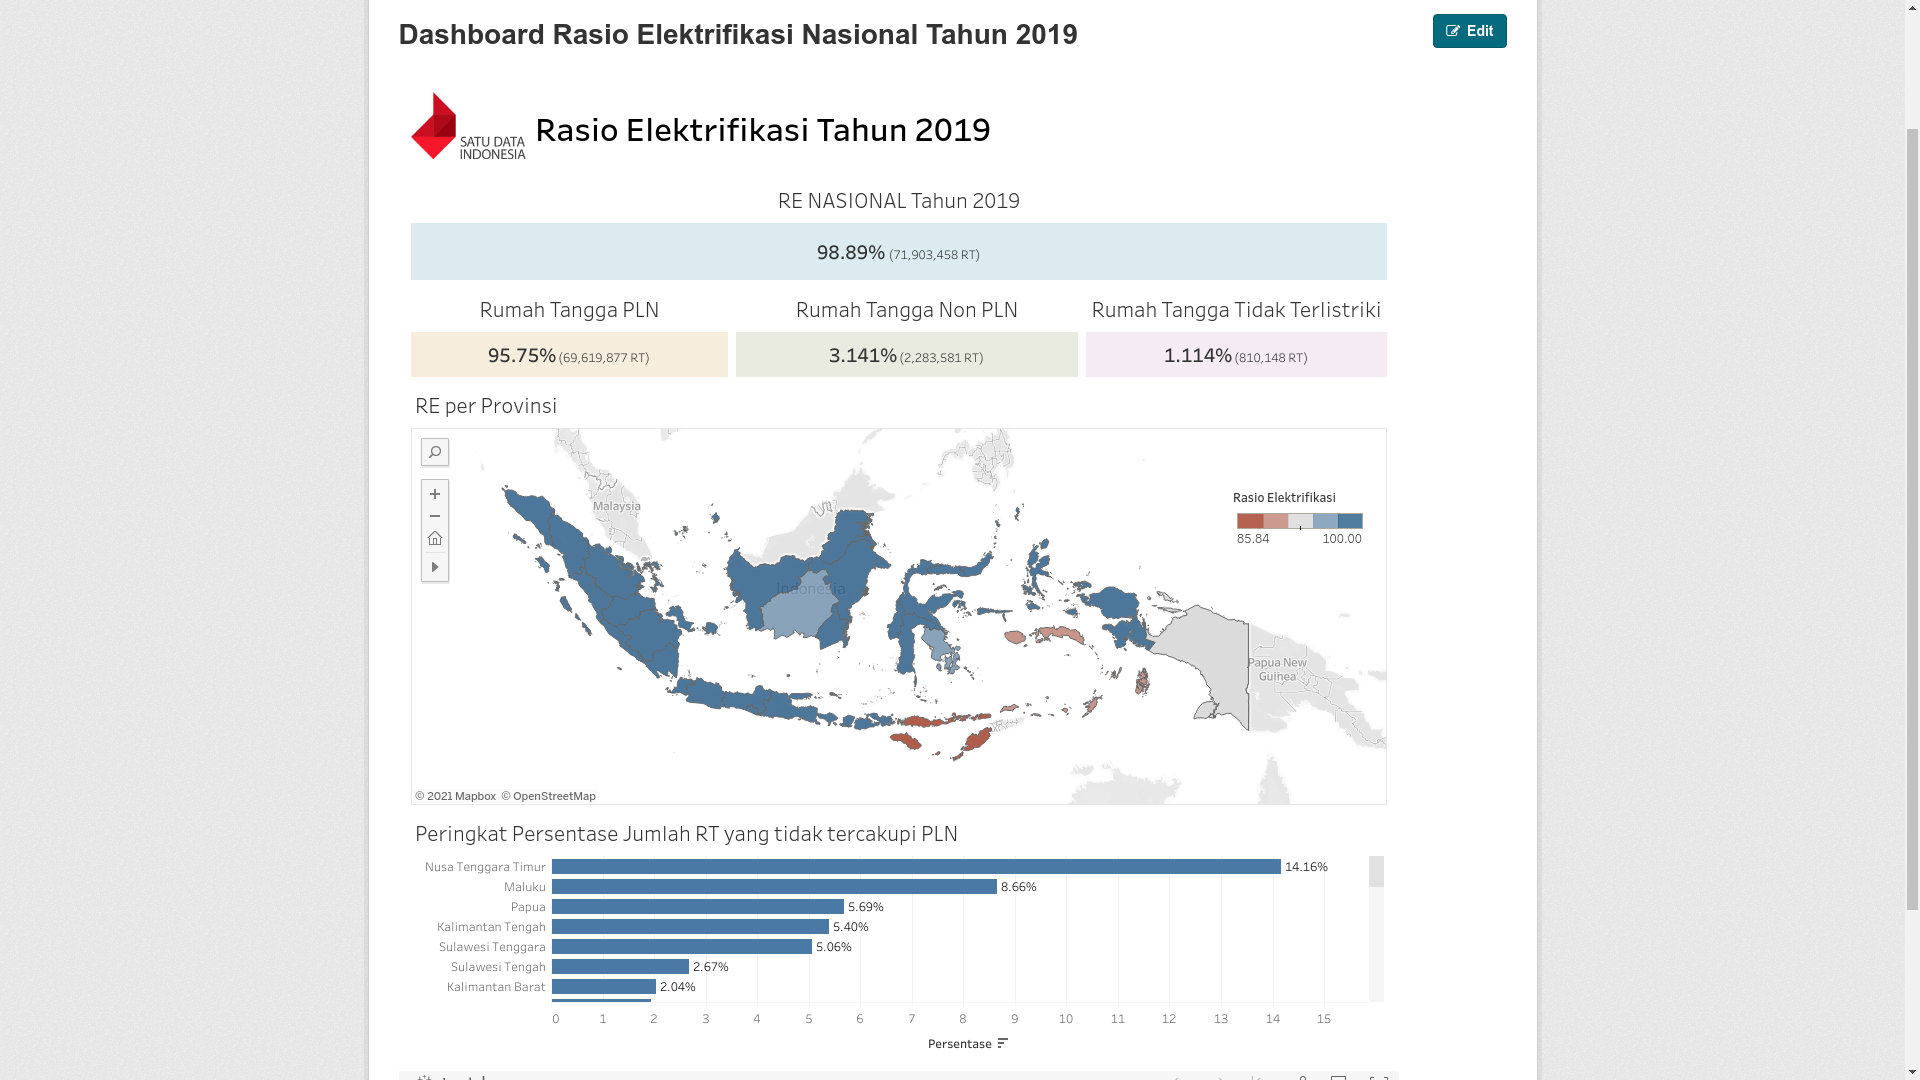 Dashboard Rasio Elektrifikasi Nasional Tahun 2019
Edit
SATU DATA
INDONESIA
Rasio Elektrifikasi Tahun 2019
RE NASIONAL Tahun 2019
98.89% (71,903,458 RT)
Rumah Tangga PLN
Rumah Tangga Non PLN
Rumah Tangga Tidak Terlistriki
95.75% (69,619,877 RT)
3.141% (2,283,581 RT)
1.114% (810,148 RT)
RE per Provinsi
Malaysia
Indonesia
Papua New
Guinea
Rasio Elektrifikasi
85.84
100.00
© 2021 Mapbox © OpenStreetMap
Peringkat Persentase Jumlah RT yang tidak tercakupi PLN
Nusa Tenggara Timur 14.16%
Maluku 8.66%
Papua 5.69%
Kalimantan Tengah 5.40%
Sulawesi Tenggara 5.06%
Sulawesi Tengah 2.67%
Kalimantan Barat 2.04%
0 1 2 3 4 5 6 7 8 9 10 11 12 13 14 15
Persentase